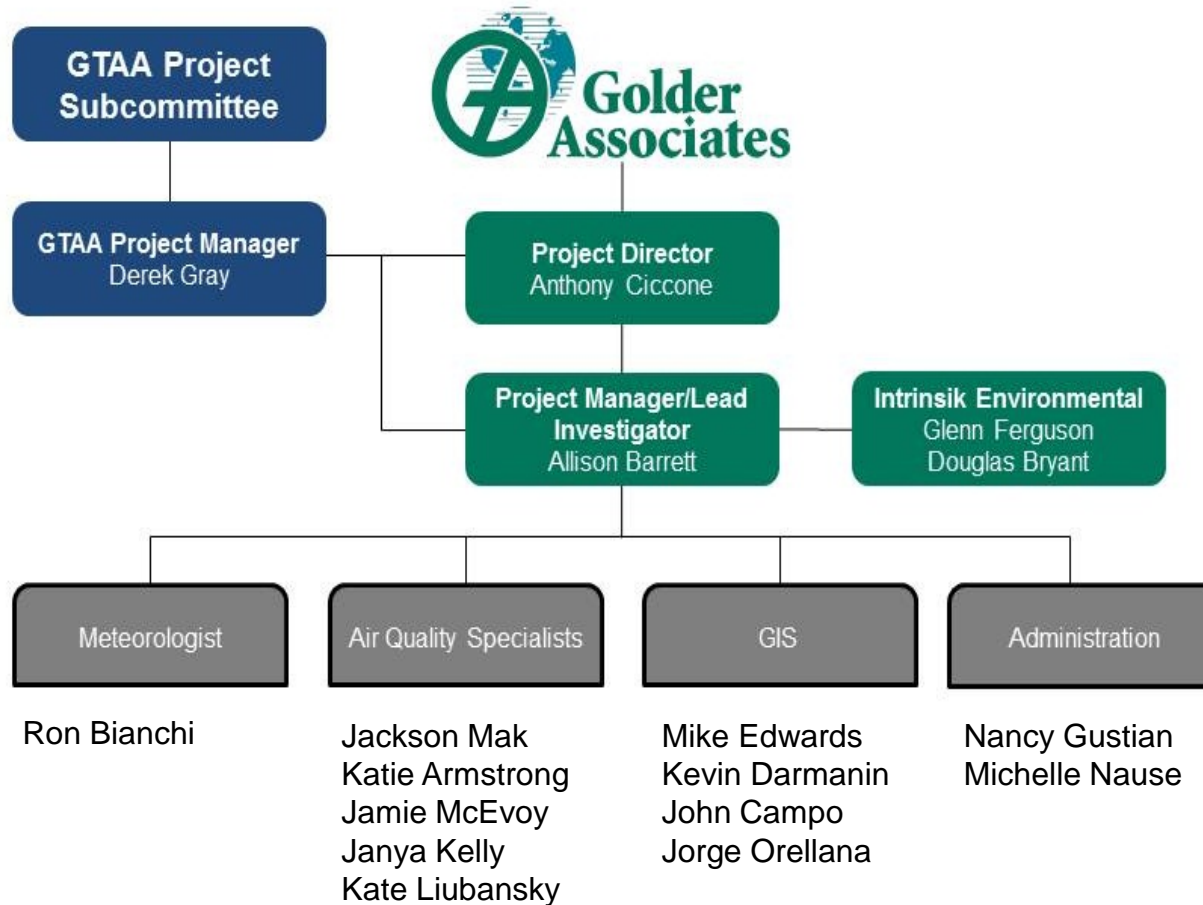 GTAA Project
Subcommittee
Golder
Associates
GTAA Project Manager
Derek Gray
Project Director
Anthony Ciccone
Project Manager/Lead
Investigator
Allison Barrett
Intrinsik Environmental
Glenn Ferguson
Douglas Bryant
Meteorologist
Air Quality Specialists
GIS
Administration
Ron Bianchi
Jackson Mak
Katie Armstrong
Jamie McEvoy
Janya Kelly
Kate Liubansky
Mike Edwards
Kevin Darmanin
John Campo
Jorge Orellana
Nancy Gustian
Michelle Nause